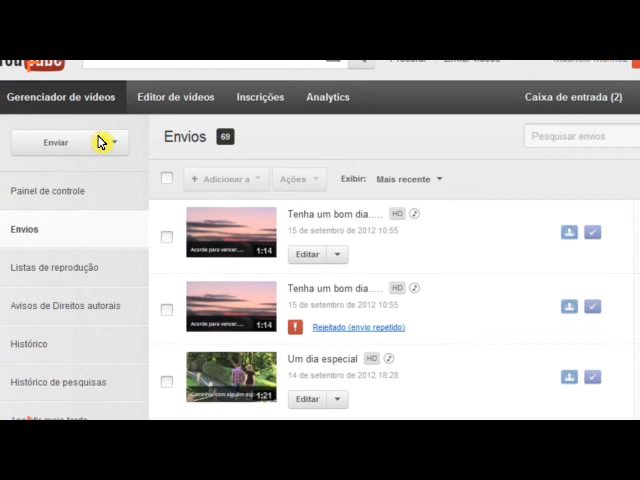 Gerenciador de vídeos
Editor de vídeos
Inscrições
Analytics
Caixa de entrada (2)
Enviar
Envios 69
Pesquisar envios
Adicionar a
Ações
Exibir:
Mais recente
Painel de controle
Envios
Listas de reprodução
Avisos de Direitos autorais
Histórico
Histórico de pesquisas
Tenha um bom dia..... HD
15 de setembro de 2012 10:55
Editar
Acorde para vencer....
1:14
Tenha um bom dia..... HD
15 de setembro de 2012 10:55
Rejeitado (envio repetido)
Acorde para vencer....
1:14
Um dia especial HD
14 de setembro de 2012 18:28
Editar
1:21